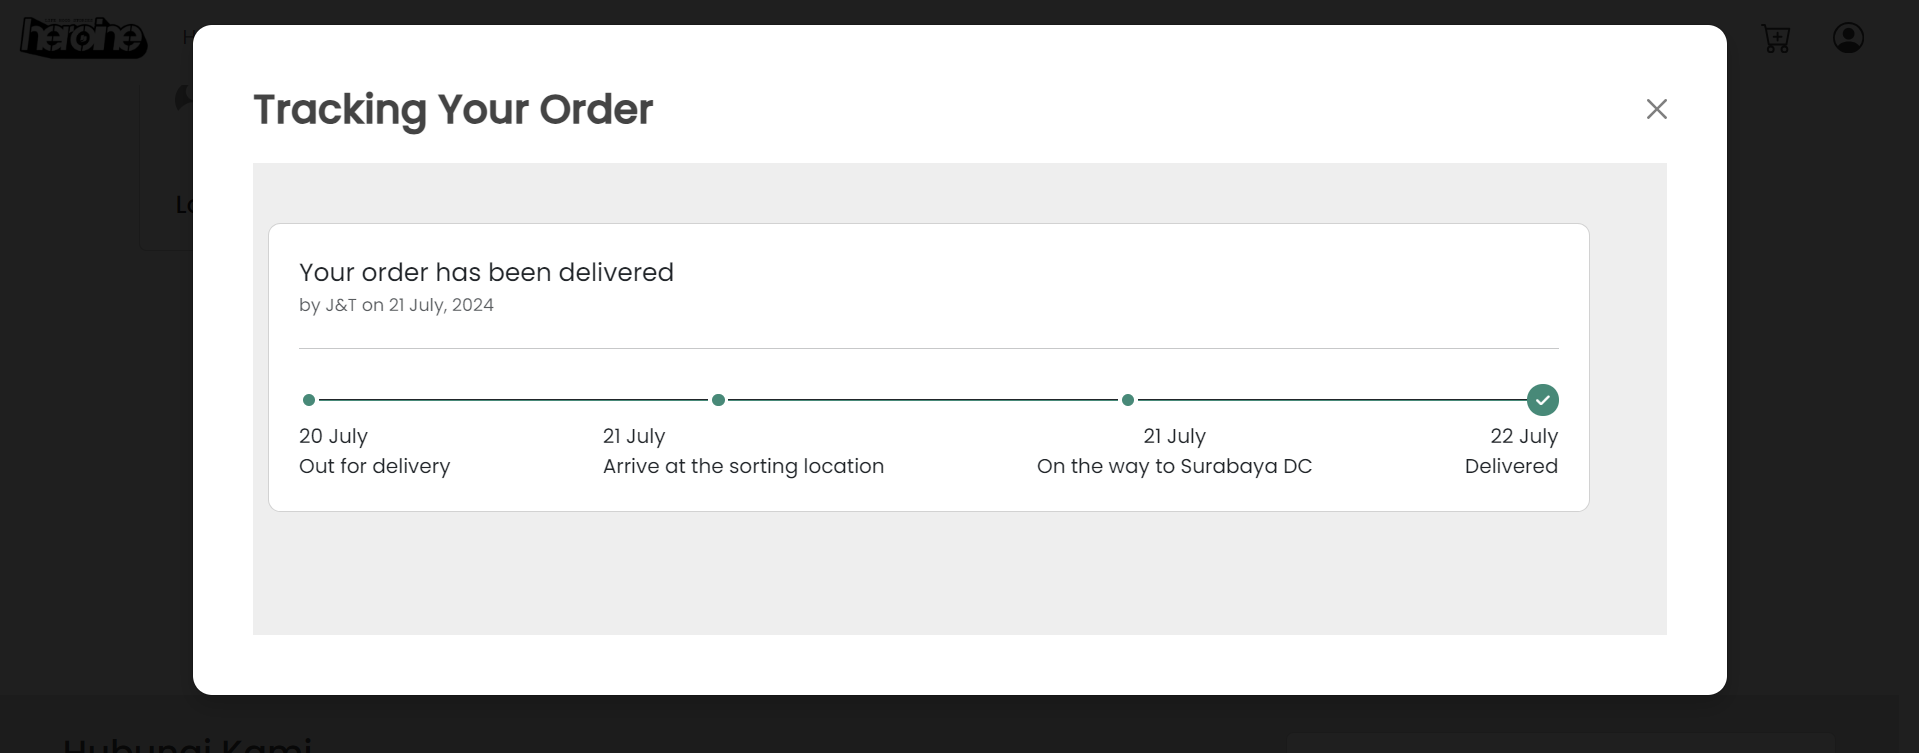 heroine
Tracking Your Order
Your order has been delivered
by J&T on 21 July, 2024
20 July
Out for delivery
21 July
Arrive at the sorting location
21 July
On the way to Surabaya DC
22 July
Delivered
Hubungi Kami